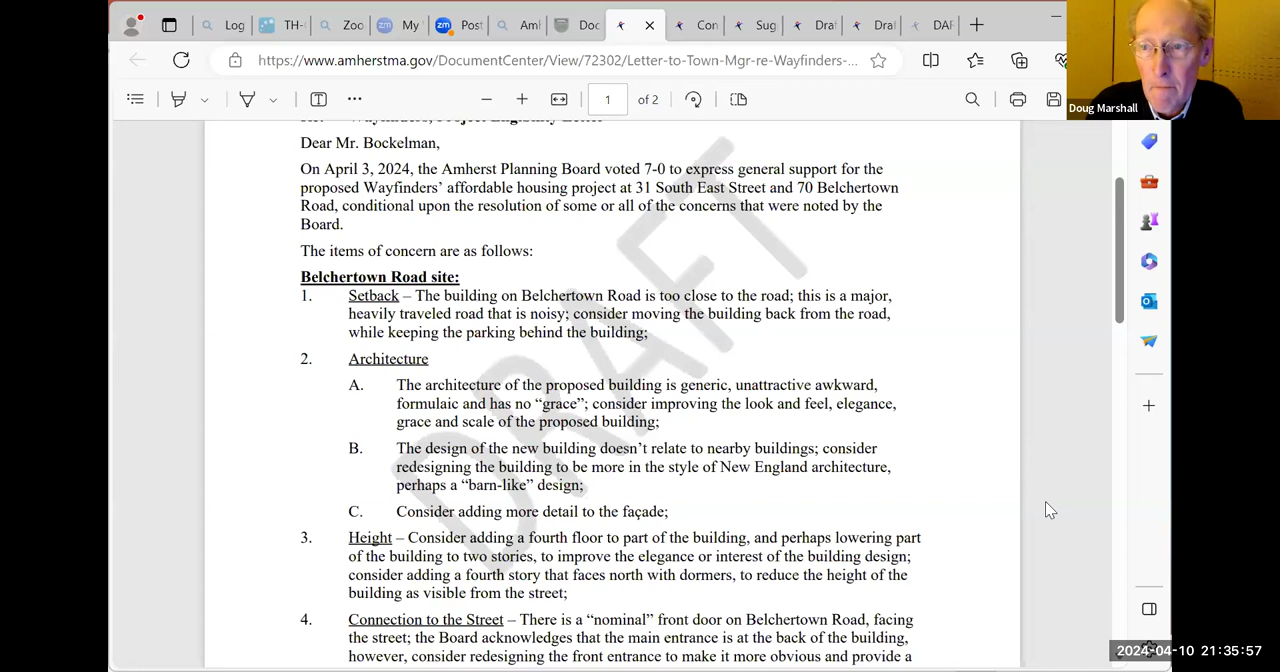 Log
TH-
Zoo
My
Post
Aml
Doc
Con
Sug
Draf
Draf
DAF
https://www.amherstma.gov/DocumentCenter/View/72302/Letter-to-Town-Mgr-re-Wayfinders-...
1 of 2
Doug Marshall
Dear Mr. Bockelman,
On April 3, 2024, the Amherst Planning Board voted 7-0 to express general support for the
proposed Wayfinders’ affordable housing project at 31 South East Street and 70 Belchertown
Road, conditional upon the resolution of some or all of the concerns that were noted by the
Board.
The items of concern are as follows:
Belchertown Road site:
1. Setback – The building on Belchertown Road is too close to the road; this is a major,
heavily traveled road that is noisy; consider moving the building back from the road,
while keeping the parking behind the building;
2. Architecture
A. The architecture of the proposed building is generic, unattractive awkward,
formulaic and has no “grace”; consider improving the look and feel, elegance,
grace and scale of the proposed building;
B. The design of the new building doesn’t relate to nearby buildings; consider
redesigning the building to be more in the style of New England architecture,
perhaps a “barn-like” design;
C. Consider adding more detail to the façade;
3. Height – Consider adding a fourth floor to part of the building, and perhaps lowering part
of the building to two stories, to improve the elegance or interest of the building design;
consider adding a fourth story that faces north with dormers, to reduce the height of the
building as visible from the street;
4. Connection to the Street – There is a “nominal” front door on Belchertown Road, facing
the street; the Board acknowledges that the main entrance is at the back of the building,
however, consider redesigning the front entrance to make it more obvious and provide a
DRAFT
2024-04-10 21:35:57